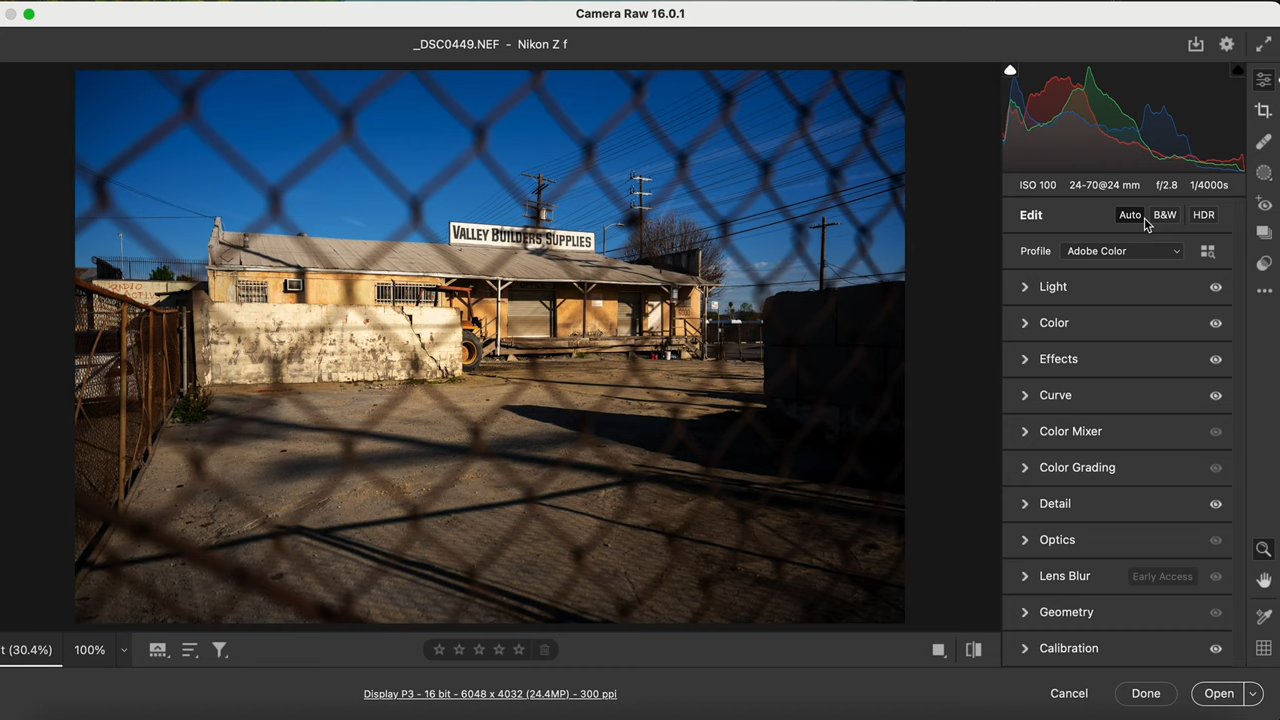 Camera Raw 16.0.1
_DSC0449.NEF - Nikon Z f
VALLEY BUILDERS SUPPLIES
ISO 100 24-70@24 mm f/2.8 1/4000s
Edit Auto B&W HDR
Profile Adobe Color
Light
Color
Effects
Curve
Color Mixer
Color Grading
Detail
Optics
Lens Blur Early Access
Geometry
Calibration
t (30.4%) 100%
Display P3 - 16 bit - 6048 x 4032 (24.4MP) - 300 ppi
Cancel Done Open